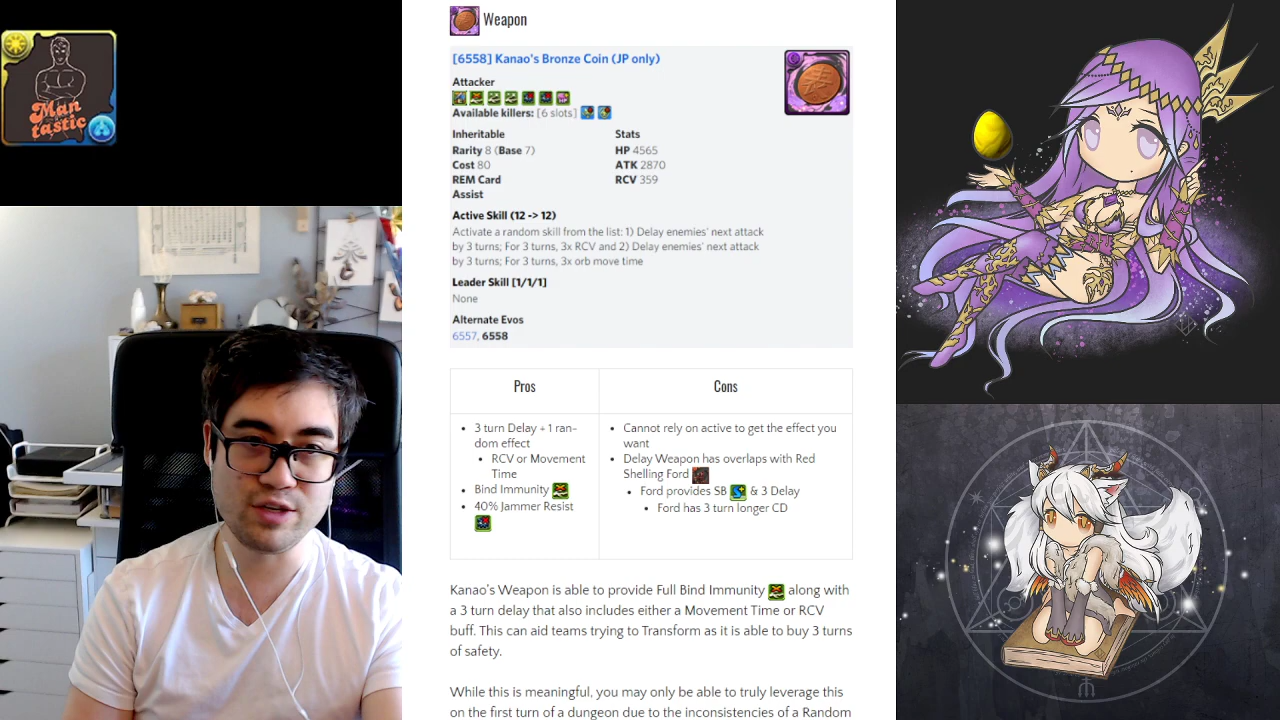 Man
tastic
Weapon
[6558] Kanao's Bronze Coin (JP only)
Attacker
Available killers: [6 slots]
Inheritable
Rarity 8 (Base 7)
Cost 80
REM Card
Assist
Stats
HP 4565
ATK 2870
RCV 359
Active Skill (12 -> 12)
Activate a random skill from the list: 1) Delay enemies' next attack
by 3 turns; For 3 turns, 3x RCV and 2) Delay enemies' next attack
by 3 turns; For 3 turns, 3x orb move time
Leader Skill [1/1/1]
None
Alternate Evos
6557, 6558
Pros
• 3 turn Delay + 1 ran-
dom effect
• RCV or Movement
Time
• Bind Immunity
• 40% Jammer Resist
Cons
• Cannot rely on active to get the effect you
want
• Delay Weapon has overlaps with Red
Shelling Ford
• Ford provides SB & 3 Delay
• Ford has 3 turn longer CD
Kanao's Weapon is able to provide Full Bind Immunity along with
a 3 turn delay that also includes either a Movement Time or RCV
buff. This can aid teams trying to Transform as it is able to buy 3 turns
of safety.
While this is meaningful, you may only be able to truly leverage this
on the first turn of a dungeon due to the inconsistencies of a Random